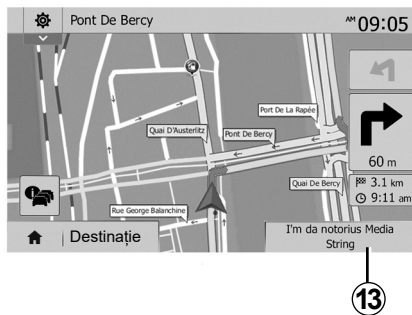 Pont De Bercy
AM 09:05
Port De La Rapée
Quai D'Austerlitz
Pont De Bercy
60 m
Quai De Bercy
3.1 km
9:11 am
Rue George Balanchine
Destinație
I'm da notorius Media
String
13